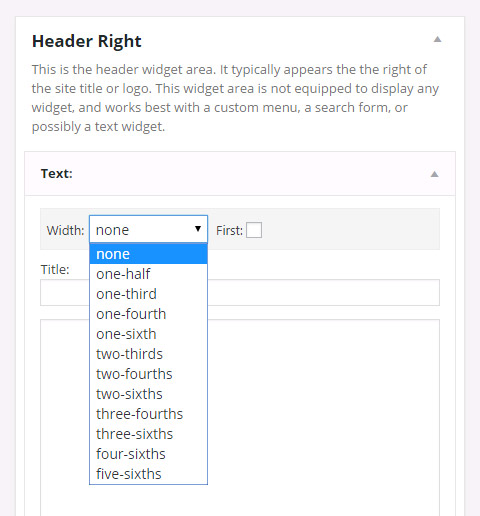 Header Right
This is the header widget area. It typically appears the the right of
the site title or logo. This widget area is not equipped to display any
widget, and works best with a custom menu, a search form, or
possibly a text widget.
Text:
Width: none First:
none
Title:
one-half
one-third
one-fourth
one-sixth
two-thirds
two-fourths
two-sixths
three-fourths
three-sixths
four-sixths
five-sixths